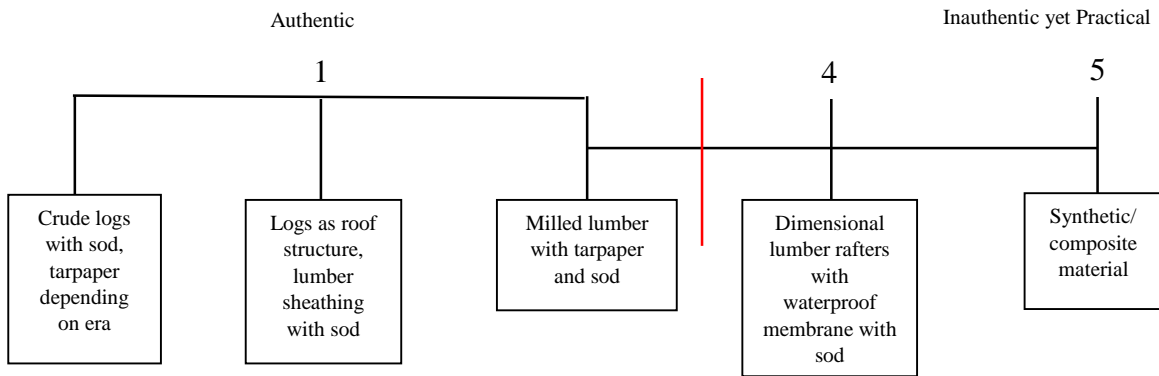 Authentic
Inauthentic yet Practical
1
4
5
Crude logs
with sod,
tarpaper
depending
on era
Logs as roof
structure,
lumber
sheathing
with sod
Milled lumber
with tarpaper
and sod
Dimensional
lumber rafters
with
waterproof
membrane with
sod
Synthetic/
composite
material